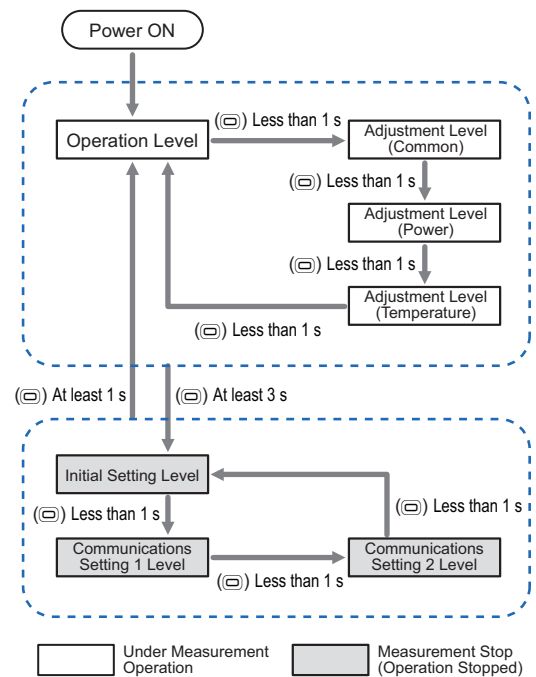 Power ON
Operation Level
( ) Less than 1 s
Adjustment Level
(Common)
( ) Less than 1 s
Adjustment Level
(Power)
( ) Less than 1 s
Adjustment Level
(Temperature)
( ) Less than 1 s
( ) At least 1 s
( ) At least 3 s
Initial Setting Level
( ) Less than 1 s
( ) Less than 1 s
Communications
Setting 1 Level
( ) Less than 1 s
Communications
Setting 2 Level
Under Measurement
Operation
Measurement Stop
(Operation Stopped)